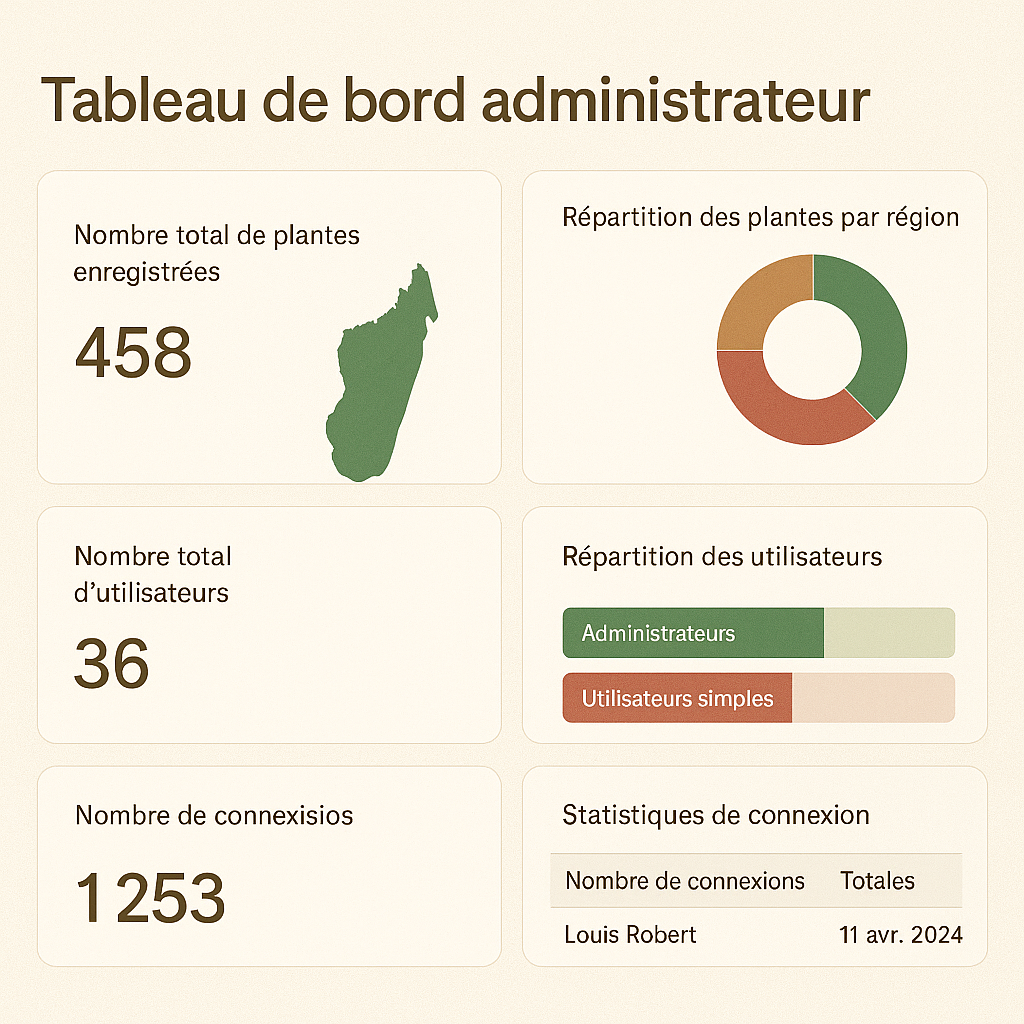 Tableau de bord administrateur
Nombre total de plantes
enregistrées
458
Répartition des plantes par région
Nombre total
d’utilisateurs
36
Répartition des utilisateurs
Administrateurs
Utilisateurs simples
Nombre de connexisios
1 253
Statistiques de connexion
Nombre de connexions Totales
Louis Robert 11 avr. 2024